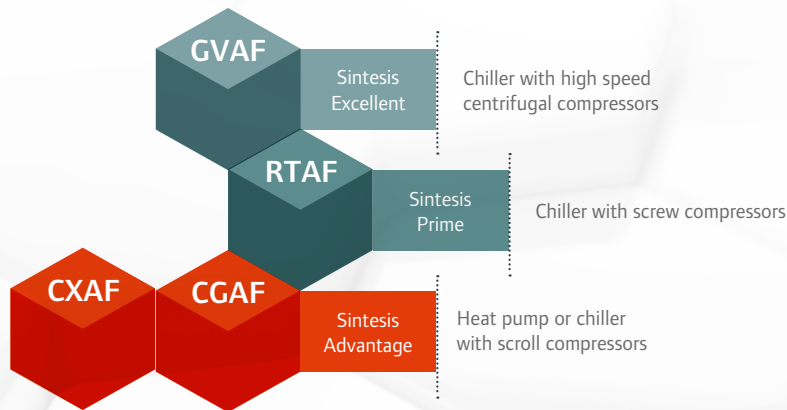 GVAF
Sintesis
Excellent
Chiller with high speed
centrifugal compressors
RTAF
Sintesis
Prime
Chiller with screw compressors
CXAF
CGAF
Sintesis
Advantage
Heat pump or chiller
with scroll compressors